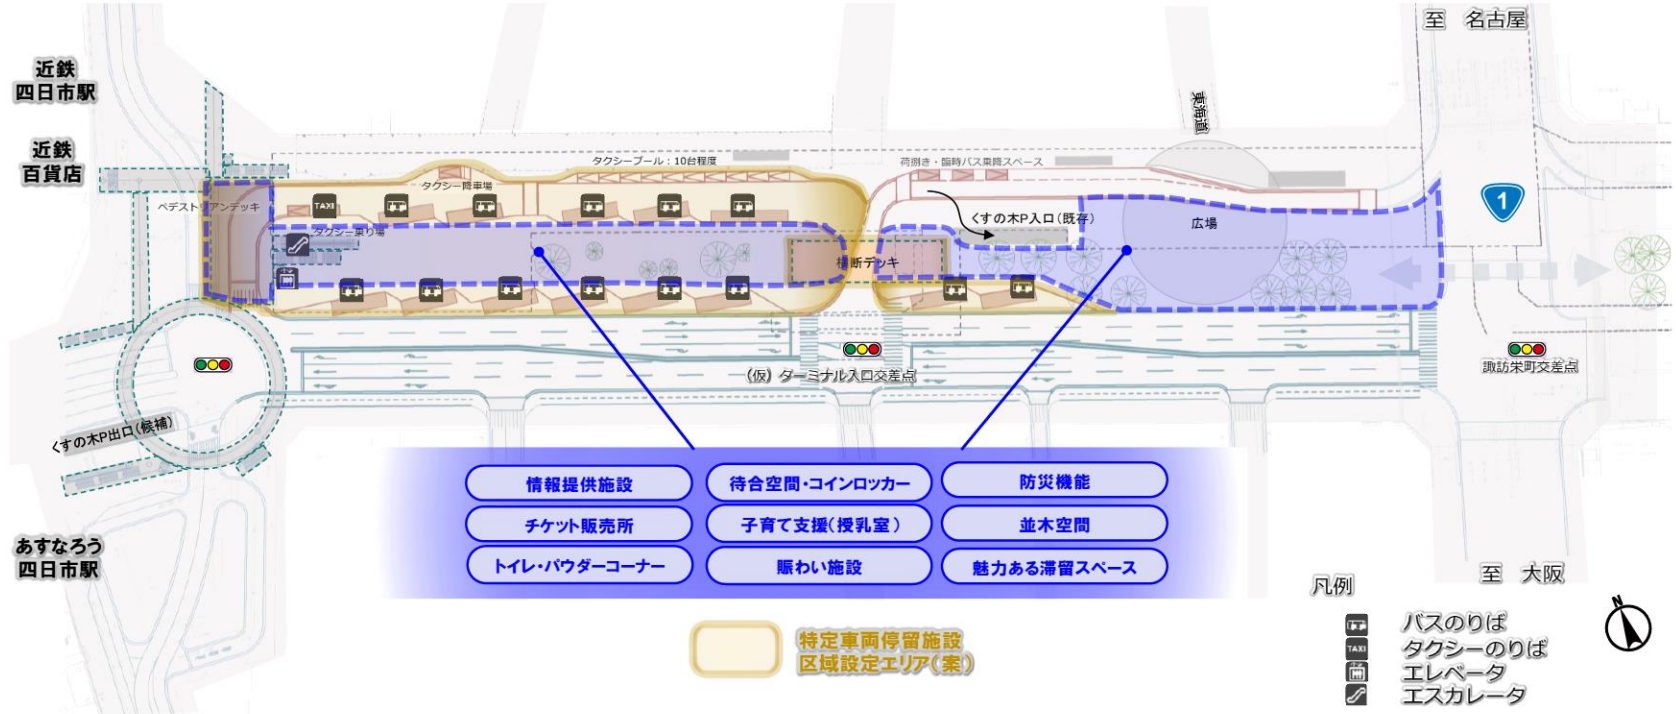 至 名古屋
近鉄
四日市駅
近鉄
百貨店
東海道
タクシープール：10台程度
荷捌き・臨時バス乗降スペース
タクシー降車場
ペデストリアンデッキ
TAXI
タクシー乗り場
くすの木P入口(既存)
広場
1
横断デッキ
(仮) ターミナル入口交差点
諏訪栄町交差点
くすの木P出口(候補)
情報提供施設
待合空間・コインロッカー
防災機能
チケット販売所
子育て支援(授乳室)
並木空間
トイレ・パウダーコーナー
賑わい施設
魅力ある滞留スペース
あすなろう
四日市駅
至 大阪
凡例
N
バスのりば
TAXI
タクシーのりば
エレベータ
エスカレータ
特定車両停留施設
区域設定エリア(案)